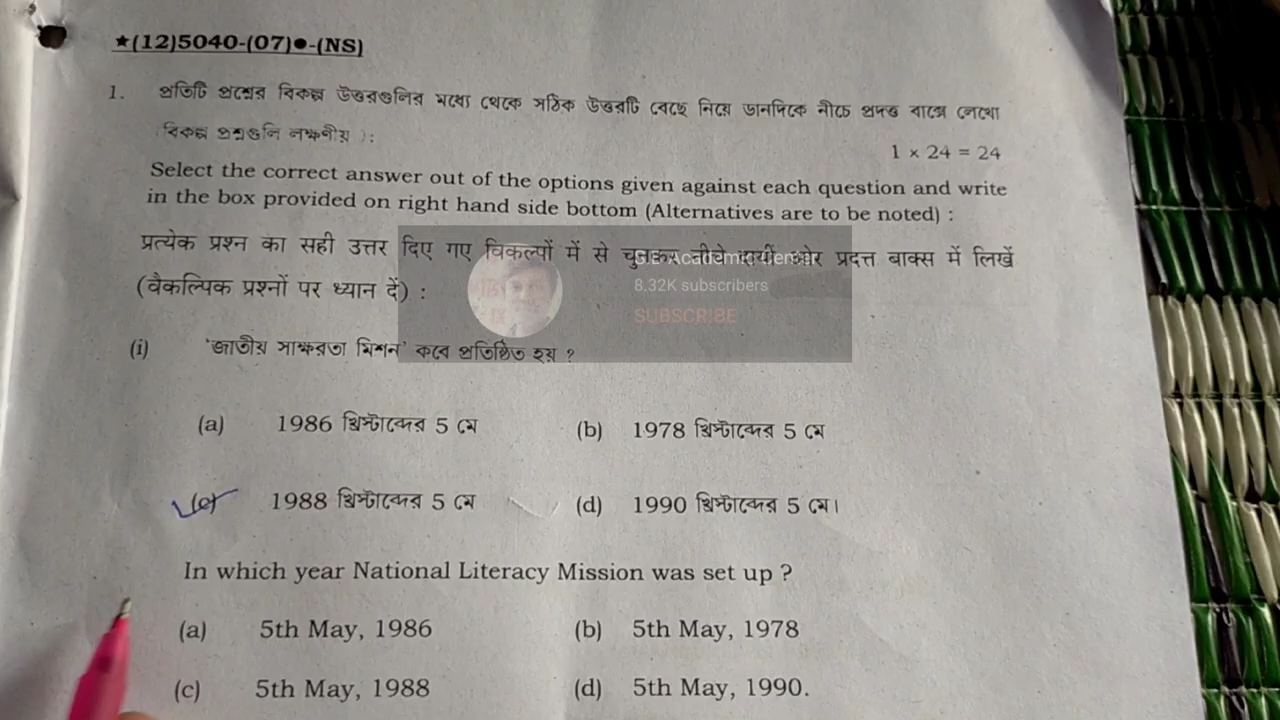 ★(12)5040-(07)●-(NS)
1. প্রতিটি প্রশ্নের বিকল্প উত্তরগুলির মধ্যে থেকে সঠিক উত্তরটি বেছে নিয়ে ডানদিকে নীচে প্রদত্ত বাক্সে লেখো
(বিকল্প প্রশ্নগুলি লক্ষণীয়) :
1 × 24 = 24
Select the correct answer out of the options given against each question and write
in the box provided on right hand side bottom (Alternatives are to be noted) :
प्रत्येक प्रश्न का सही उत्तर दिए गए विकल्पों में से चुनकर नीचे दायीं ओर प्रदत्त बाक्स में लिखें
(वैकल्पिक प्रश्नों पर ध्यान दें) :
8.32K subscribers
SUBSCRIBE
(i) 'জাতীয় সাক্ষরতা মিশন' কবে প্রতিষ্ঠিত হয় ?
(a) 1986 খ্রিস্টাব্দের 5 মে (b) 1978 খ্রিস্টাব্দের 5 মে
(c) 1988 খ্রিস্টাব্দের 5 মে (d) 1990 খ্রিস্টাব্দের 5 মে।
In which year National Literacy Mission was set up ?
(a) 5th May, 1986 (b) 5th May, 1978
(c) 5th May, 1988 (d) 5th May, 1990.